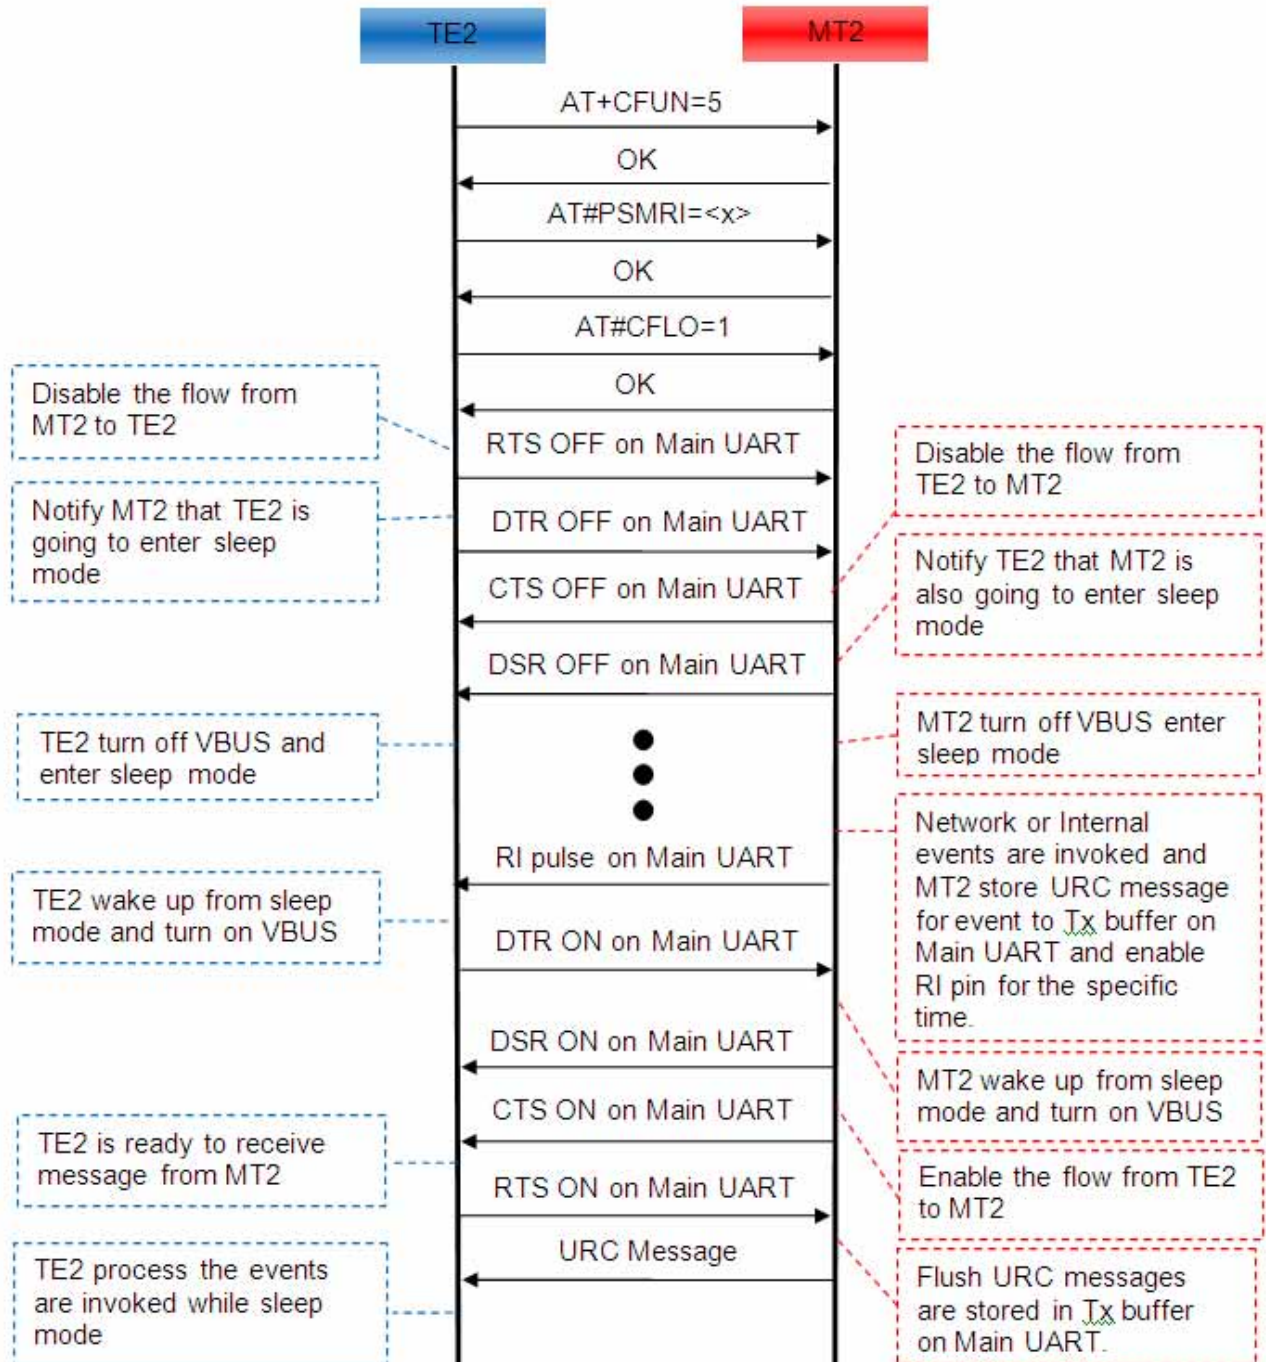 TE2
MT2
AT+CFUN=5
OK
AT#PSMRI=<x>
OK
AT#CFLO=1
OK
Disable the flow from
MT2 to TE2
RTS OFF on Main UART
Disable the flow from
TE2 to MT2
Notify MT2 that TE2 is
going to enter sleep
mode
DTR OFF on Main UART
CTS OFF on Main UART
Notify TE2 that MT2 is
also going to enter sleep
mode
DSR OFF on Main UART
TE2 turn off VBUS and
enter sleep mode
MT2 turn off VBUS enter
sleep mode
Network or Internal
events are invoked and
MT2 store URC message
for event to Tx buffer on
Main UART and enable
RI pin for the specific
time.
RI pulse on Main UART
TE2 wake up from sleep
mode and turn on VBUS
DTR ON on Main UART
DSR ON on Main UART
MT2 wake up from sleep
mode and turn on VBUS
CTS ON on Main UART
TE2 is ready to receive
message from MT2
Enable the flow from TE2
to MT2
RTS ON on Main UART
URC Message
TE2 process the events
are invoked while sleep
mode
Flush URC messages
are stored in Tx buffer
on Main UART.